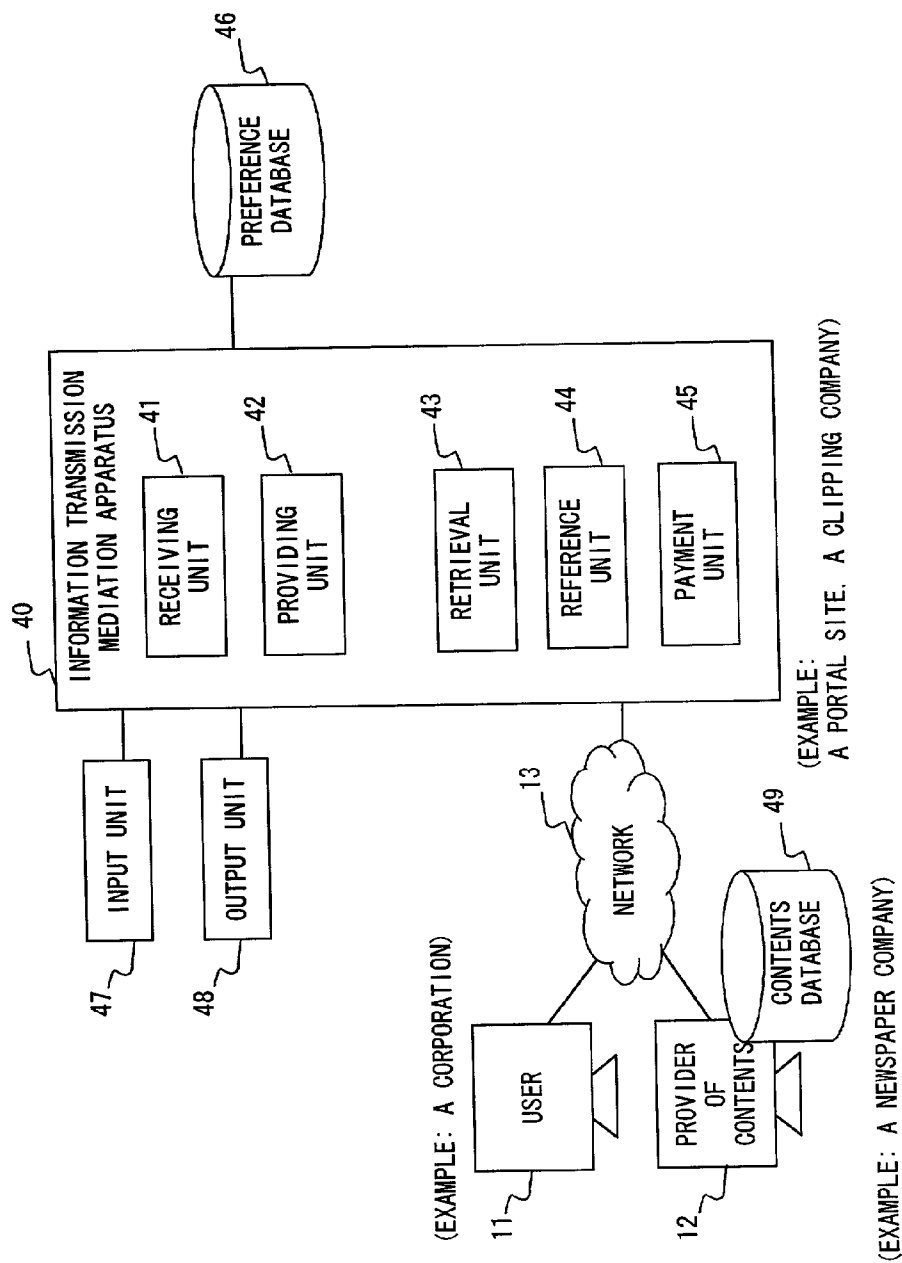 40
INFORMATION TRANSMISSION
MEDIATION APPARATUS
INPUT UNIT
47
OUTPUT UNIT
48
RECEIVING
UNIT
41
PROVIDING
UNIT
42
RETRIEVAL
UNIT
43
REFERENCE
UNIT
44
PAYMENT
UNIT
45
PREFERENCE
DATABASE
46
(EXAMPLE:
A PORTAL SITE. A CLIPPING COMPANY)
(EXAMPLE: A CORPORATION)
USER
11
NETWORK
13
PROVIDER
OF
CONTENTS
12
CONTENTS
DATABASE
49
(EXAMPLE: A NEWSPAPER COMPANY)